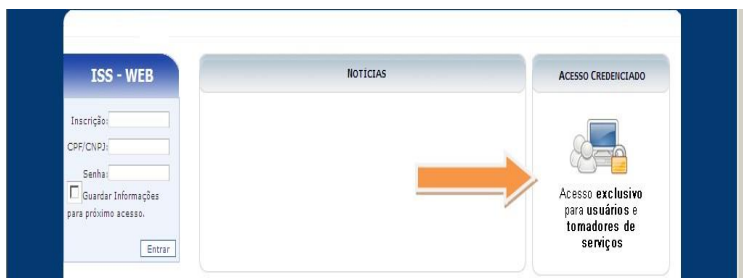 ISS - WEB
Inscrição:
CPF/CNPJ:
Senha:
Guardar Informações
para próximo acesso.
Entrar
NOTÍCIAS
ACESSO CREDENCIADO
Acesso exclusivo
para usuários e
tomadores de
serviços